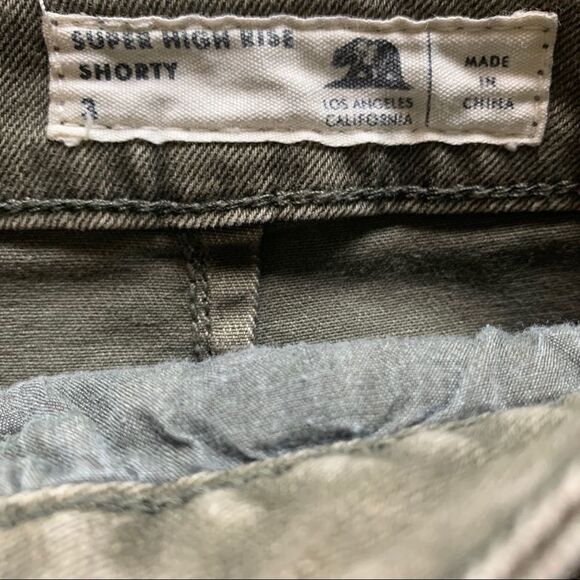 SUPER HIGH RISE
SHORTY
3
LOS ANGELES
CALIFORNIA
MADE
IN
CHINA